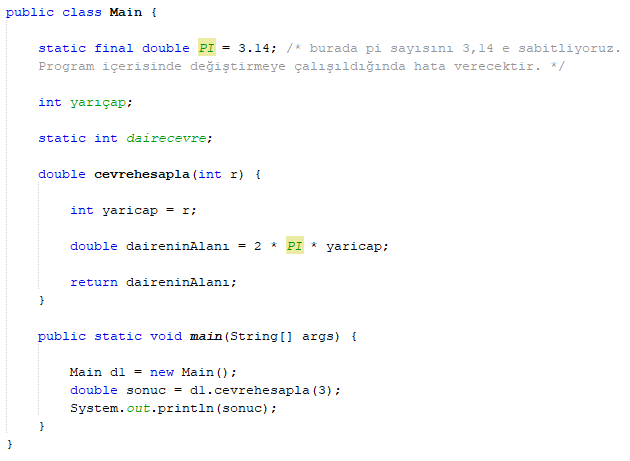 public class Main {
static final double PI = 3.14; /* burada pi sayısını 3,14 e sabitliyoruz.
Program içerisinde değiştirmeye çalışıldığında hata verecektir. */
int yarıçap;
static int dairecevre;
double cevrehesapla(int r) {
int yaricap = r;
double daireninAlanı = 2 * PI * yaricap;
return daireninAlanı;
}
public static void main(String[] args) {
Main d1 = new Main();
double sonuc = d1.cevrehesapla(3);
System.out.println(sonuc);
}
}